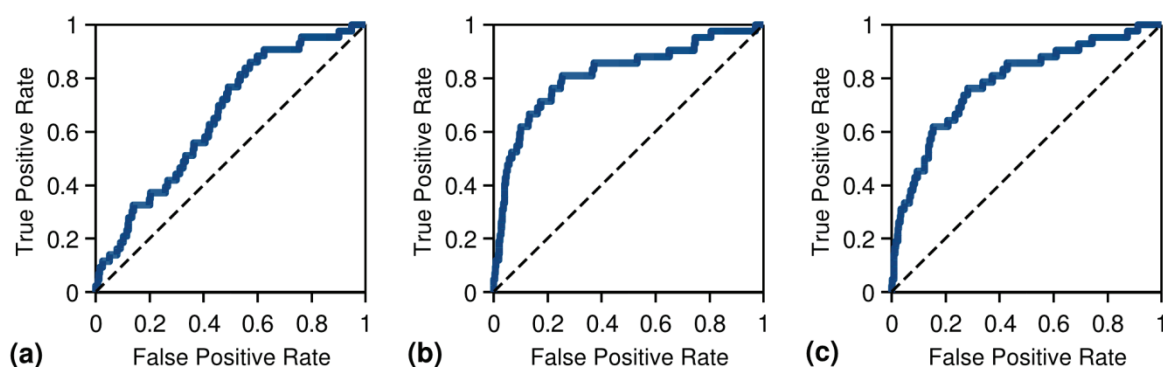 1 1 1
0.8 0.8 0.8
0.6 0.6 0.6
0.4 0.4 0.4
0.2 0.2 0.2
0 0 0
True Positive Rate True Positive Rate True Positive Rate
0 0.2 0.4 0.6 0.8 1 0 0.2 0.4 0.6 0.8 1 0 0.2 0.4 0.6 0.8 1
(a) False Positive Rate (b) False Positive Rate (c) False Positive Rate